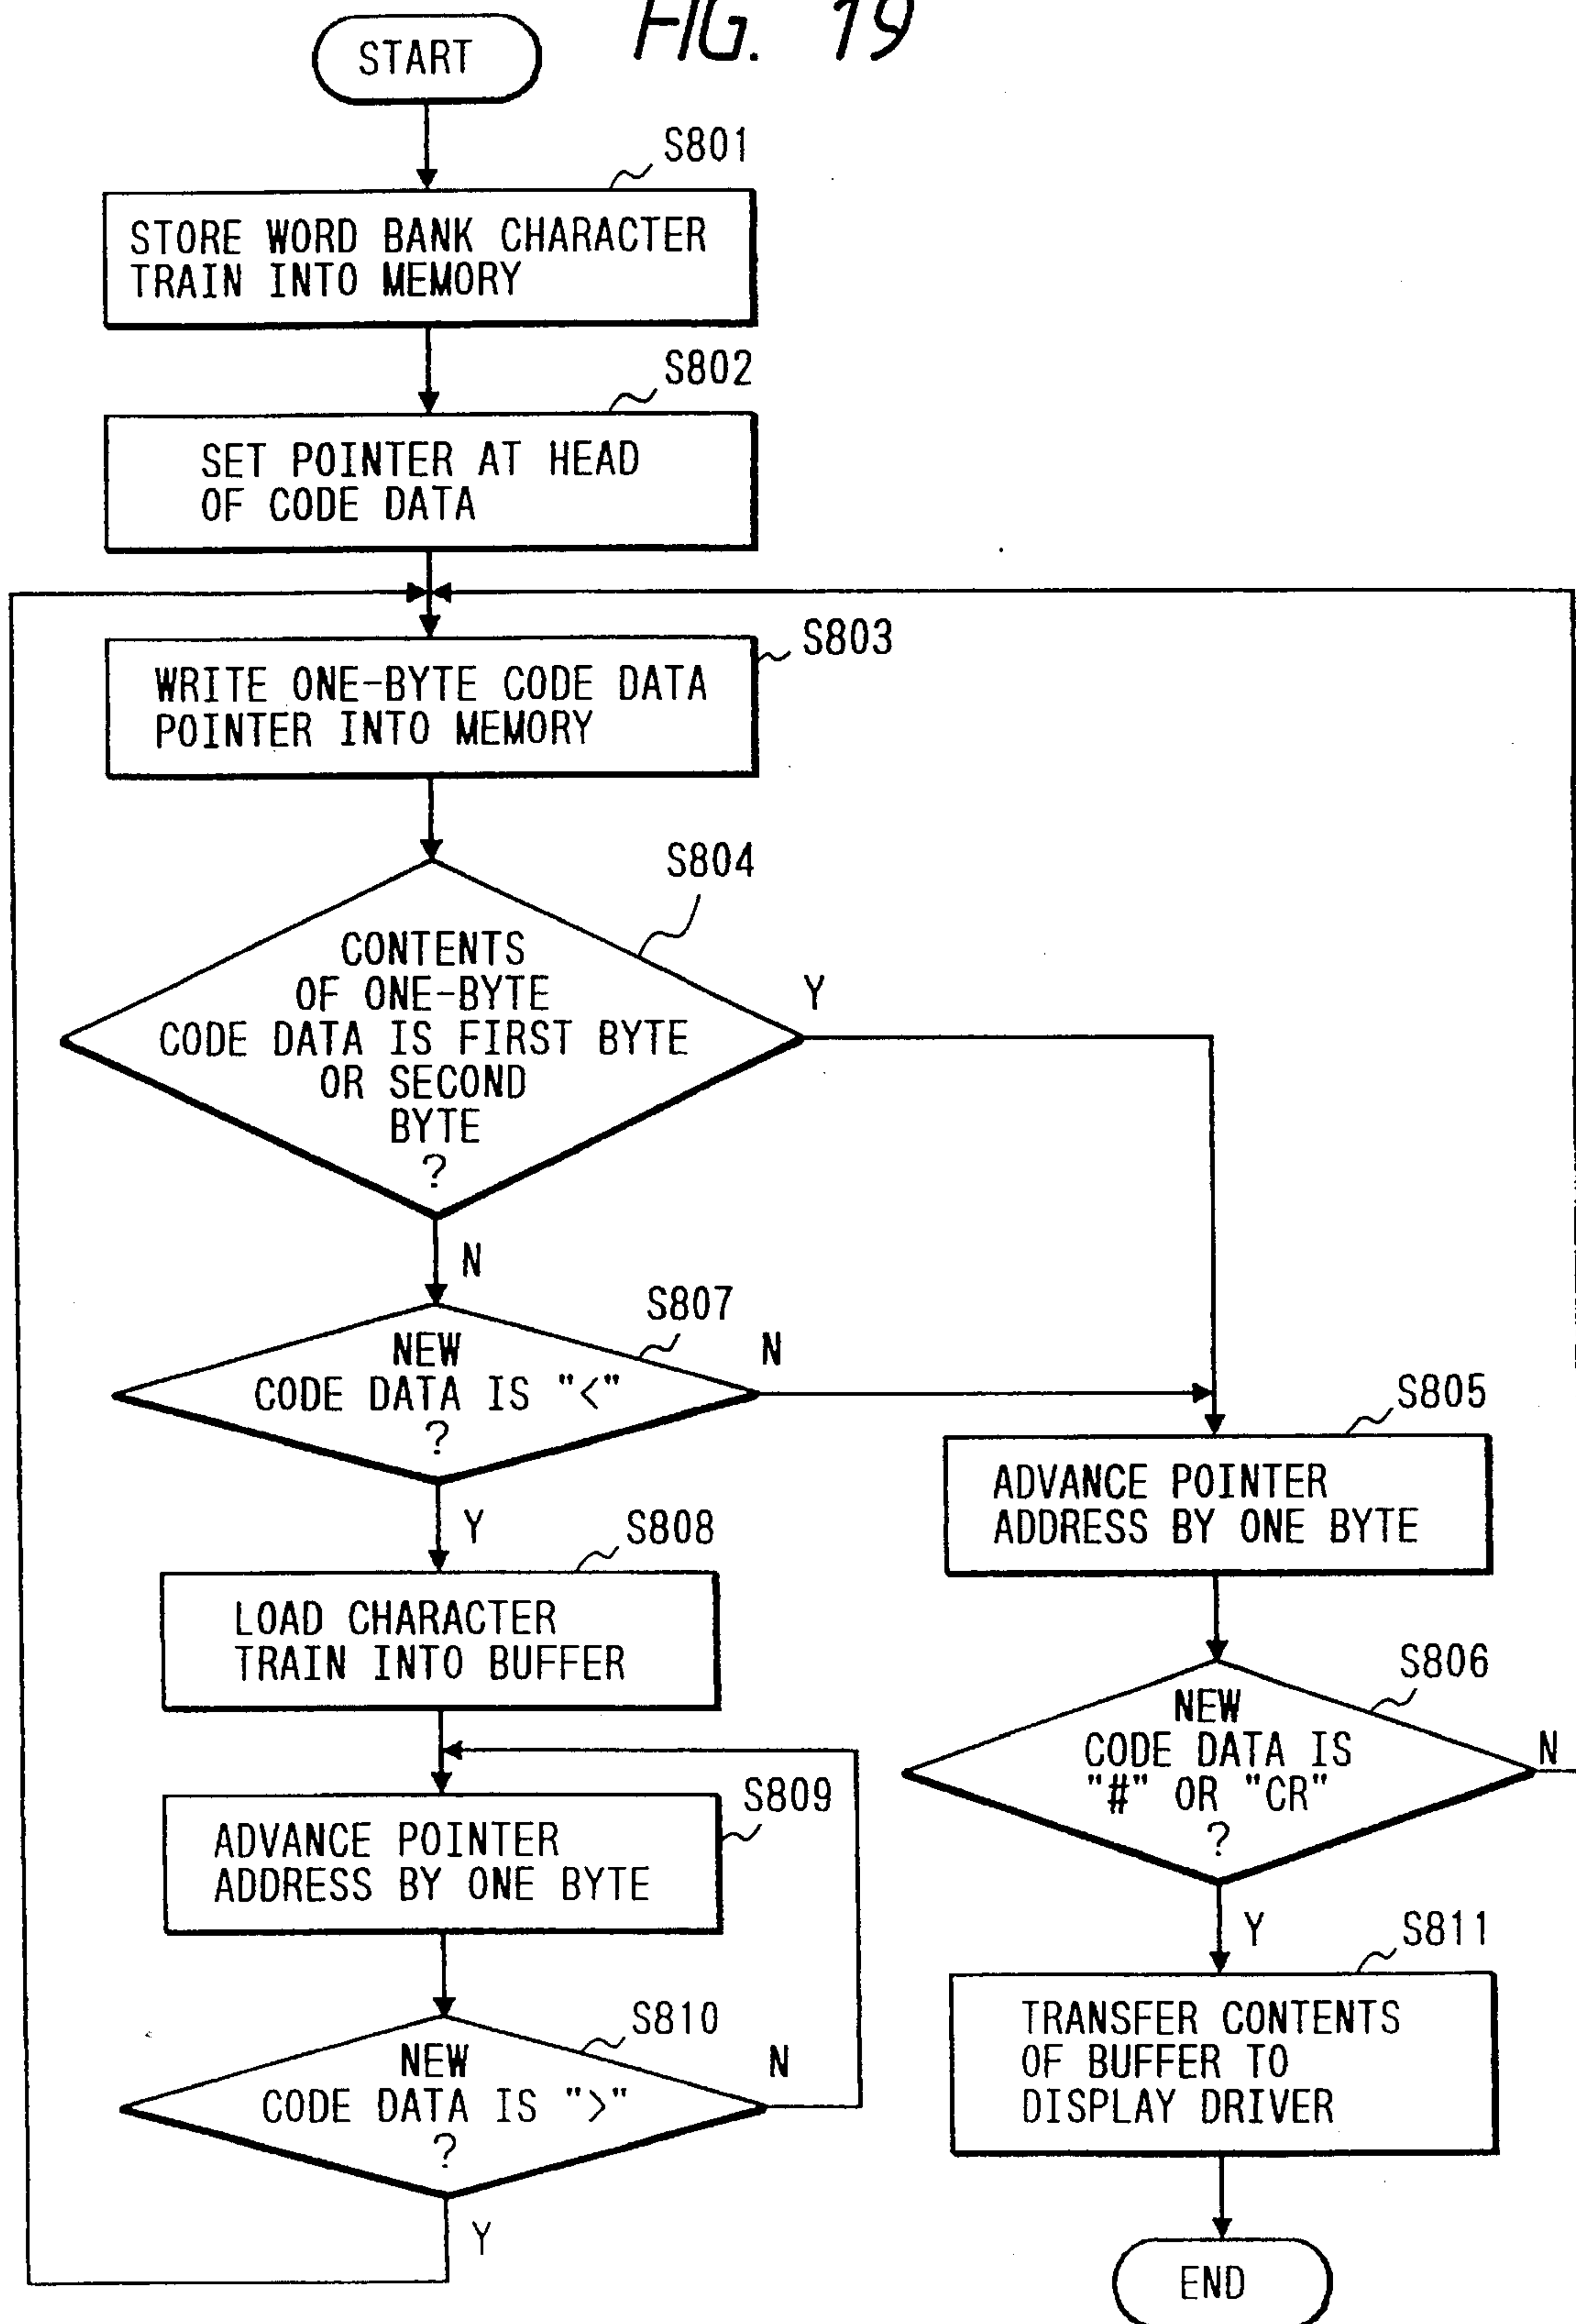 FIG. 19
START
S801
STORE WORD BANK CHARACTER
TRAIN INTO MEMORY
S802
SET POINTER AT HEAD
OF CODE DATA
S803
WRITE ONE-BYTE CODE DATA
POINTER INTO MEMORY
S804
CONTENTS
OF ONE-BYTE
CODE DATA IS FIRST BYTE
OR SECOND
BYTE
?
Y
N
S807
NEW
CODE DATA IS "<"
?
N
Y
S805
ADVANCE POINTER
ADDRESS BY ONE BYTE
S808
LOAD CHARACTER
TRAIN INTO BUFFER
S806
NEW
CODE DATA IS
"#" OR "CR"
?
N
Y
S809
ADVANCE POINTER
ADDRESS BY ONE BYTE
S810
NEW
CODE DATA IS ">"
?
N
Y
S811
TRANSFER CONTENTS
OF BUFFER TO
DISPLAY DRIVER
END